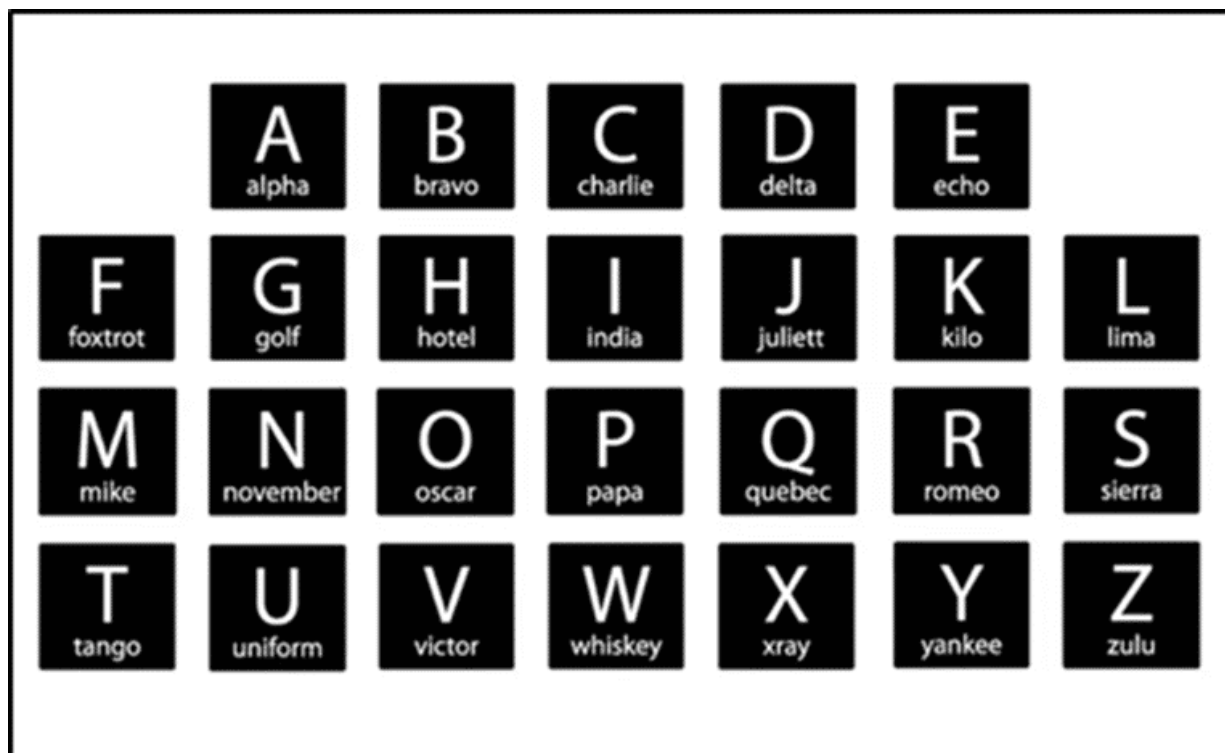 A B C D E
alpha bravo charlie delta echo
F G H I J K L
foxtrot golf hotel india juliett kilo lima
M N O P Q R S
mike november oscar papa quebec romeo sierra
T U V W X Y Z
tango uniform victor whiskey xray yankee zulu